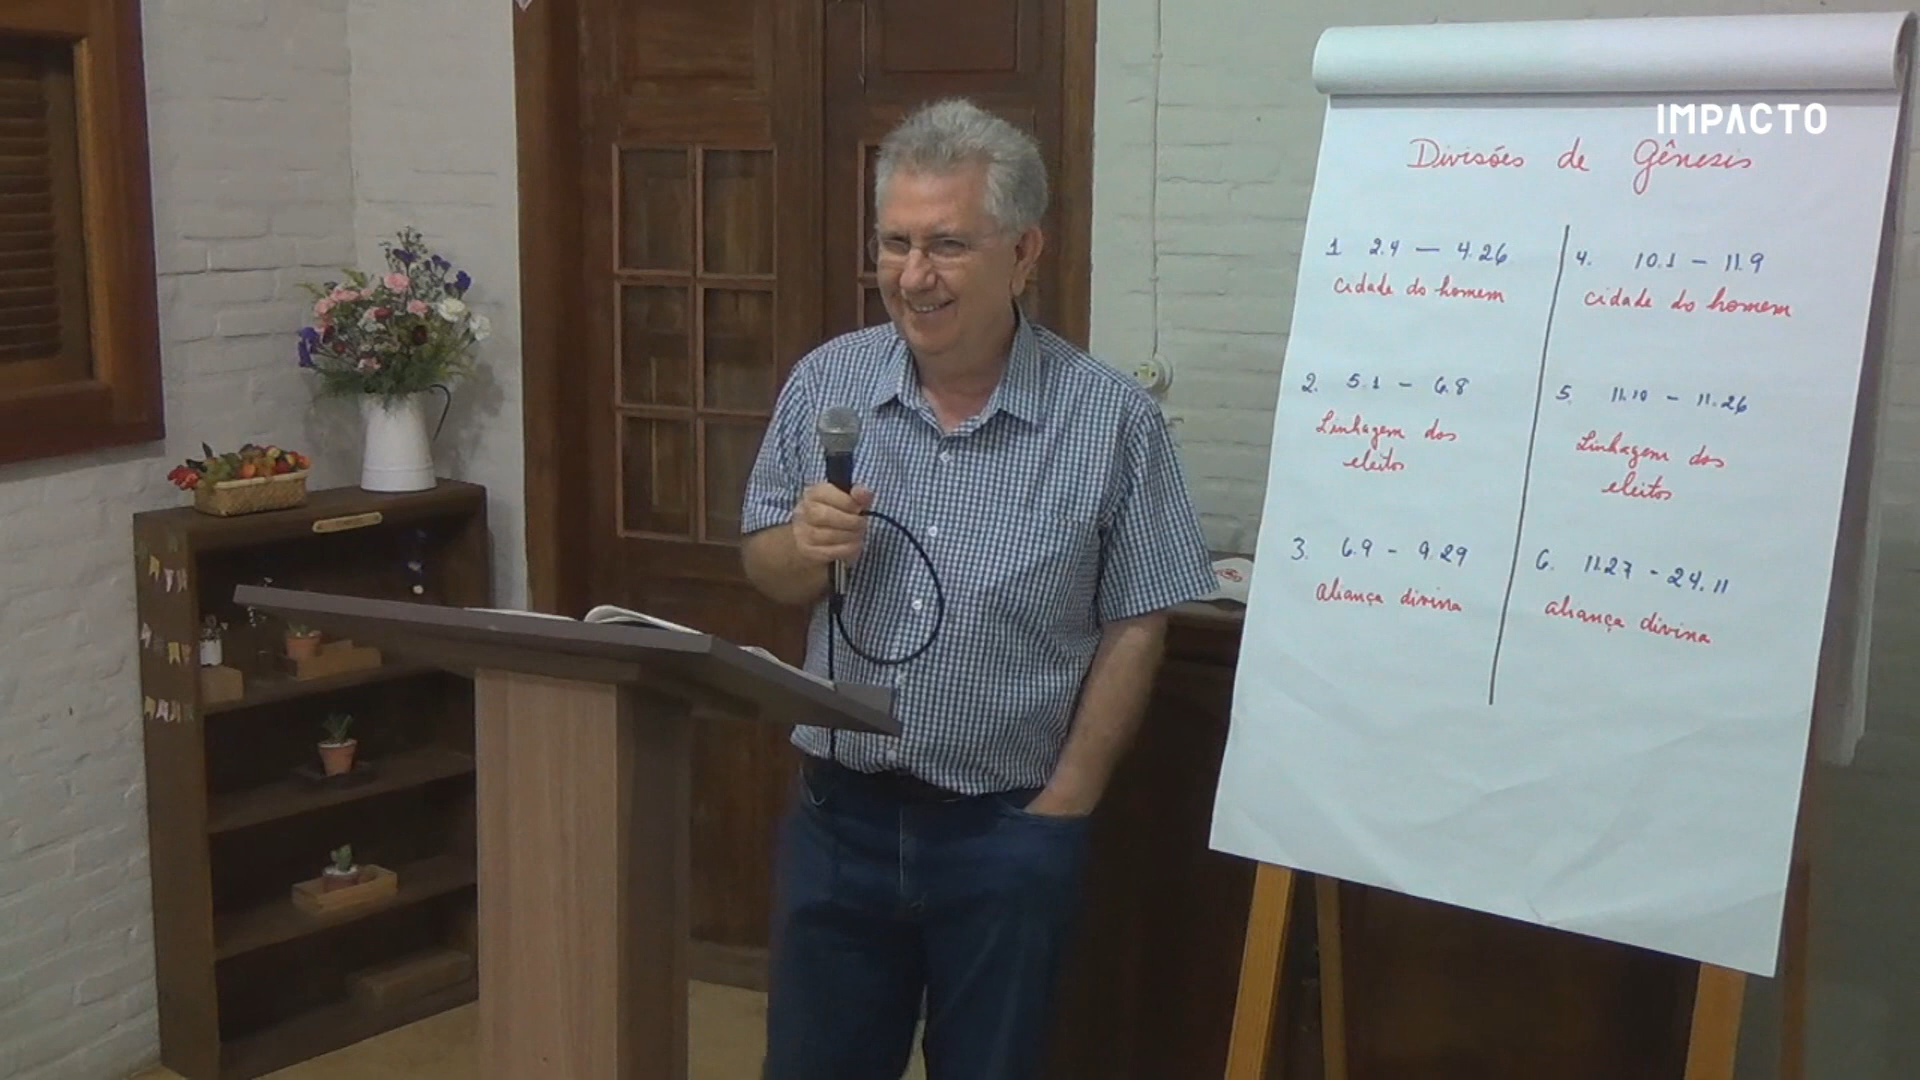 IMPACTO
Divisões de Gênesis
1 2.4 — 4.26
cidade do homem
2. 5.1 - 6.8
Linhagem dos
eleitos
3. 6.9 - 9.29
aliança divina
4. 10.1 - 11.9
cidade do homem
5. 11.10 - 11.26
Linhagem dos
eleitos
6. 11.27 - 24.11
aliança divina